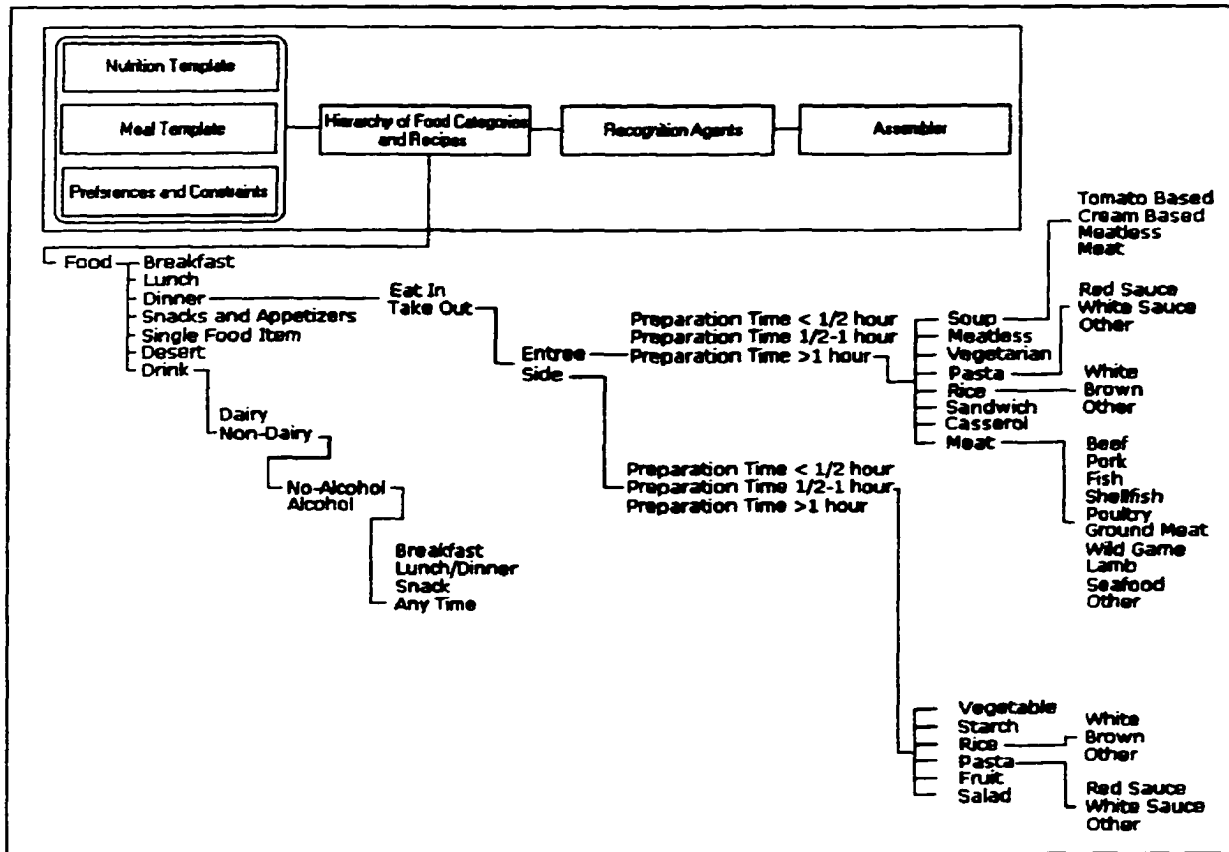 Nutrition Template
Meal Template
Preferences and Constraints
Hierarchy of Food Categories
and Recipes
Recognition Agents
Assembler
Food
Breakfast
Lunch
Dinner
Snacks and Appetizers
Single Food Item
Desert
Drink
Dairy
Non-Dairy
No-Alcohol
Alcohol
Breakfast
Lunch/Dinner
Snack
Any Time
Eat In
Take Out
Entree
Side
Preparation Time < 1/2 hour
Preparation Time 1/2-1 hour
Preparation Time >1 hour
Soup
Meatless
Vegetarian
Pasta
Rice
Sandwich
Casserol
Meat
Tomato Based
Cream Based
Meatless
Meat
Red Sauce
White Sauce
Other
White
Brown
Other
Beef
Pork
Fish
Shellfish
Poultry
Ground Meat
Wild Game
Lamb
Seafood
Other
Preparation Time < 1/2 hour
Preparation Time 1/2-1 hour
Preparation Time >1 hour
Vegetable
Starch
Rice
Pasta
Fruit
Salad
White
Brown
Other
Red Sauce
White Sauce
Other